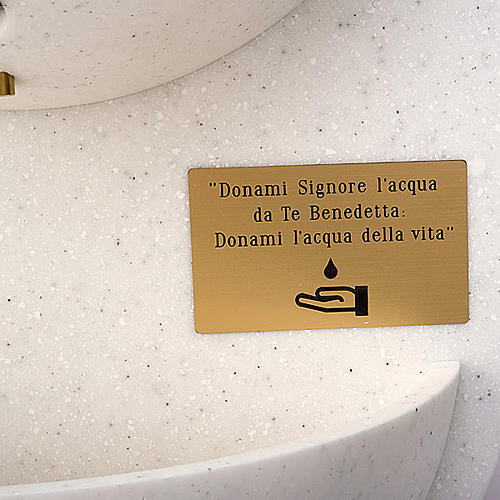 "Donami Signore l'acqua
da Te Benedetta:
Donami l'acqua della vita"